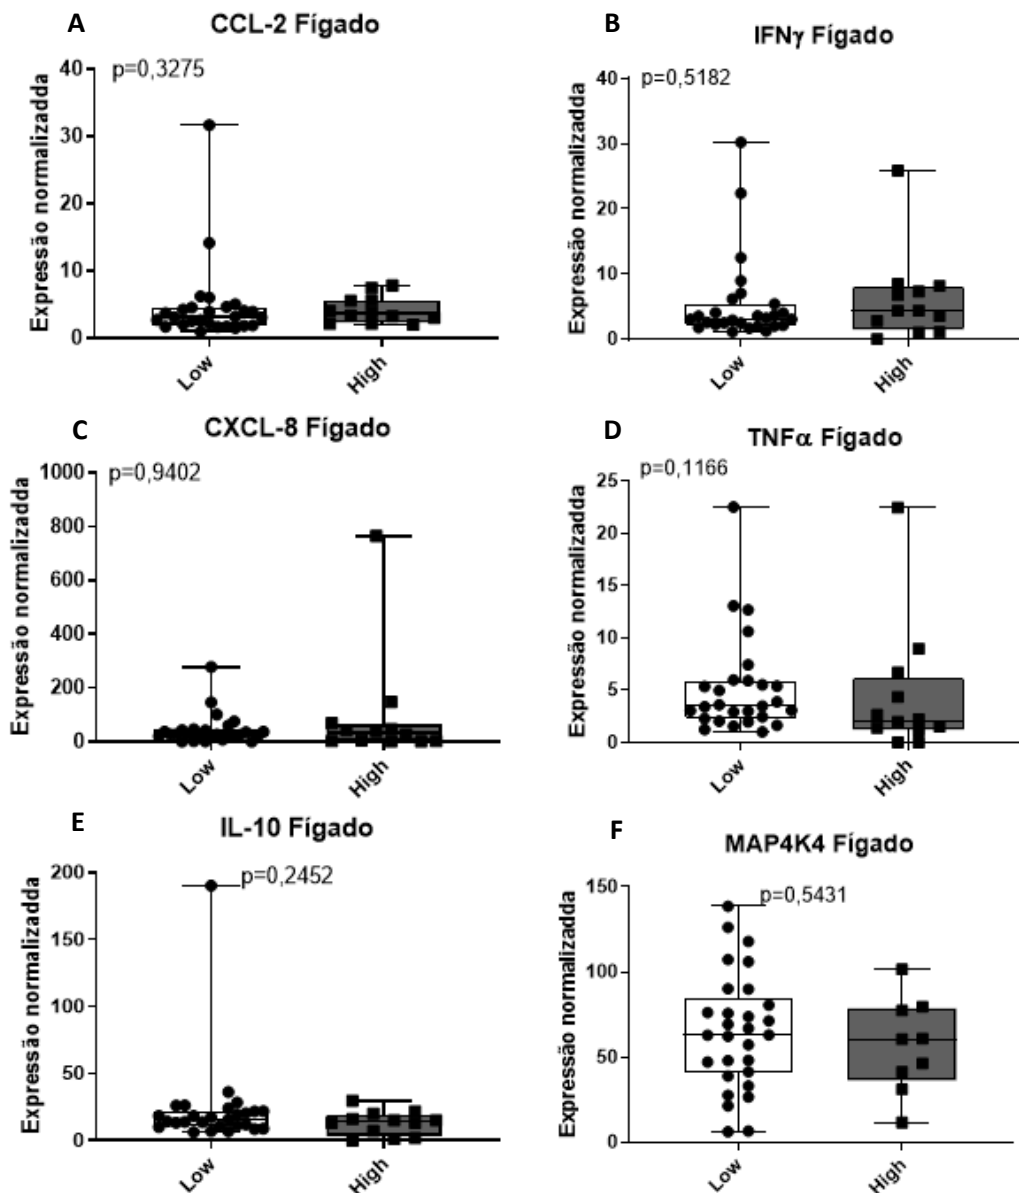 A
CCL-2 Fígado
p=0,3275
Expressão normalizadda
40
30
20
10
0
Low
High
B
IFNγ Fígado
p=0,5182
Expressão normalizadda
40
30
20
10
0
Low
High
C
CXCL-8 Fígado
p=0,9402
Expressão normalizadda
1000
800
600
400
200
0
Low
High
D
TNFα Fígado
p=0,1166
Expressão normalizadda
25
20
15
10
5
0
Low
High
E
IL-10 Fígado
p=0,2452
Expressão normalizadda
200
150
100
50
0
Low
High
F
MAP4K4 Fígado
p=0,5431
Expressão normalizadda
150
100
50
0
Low
High